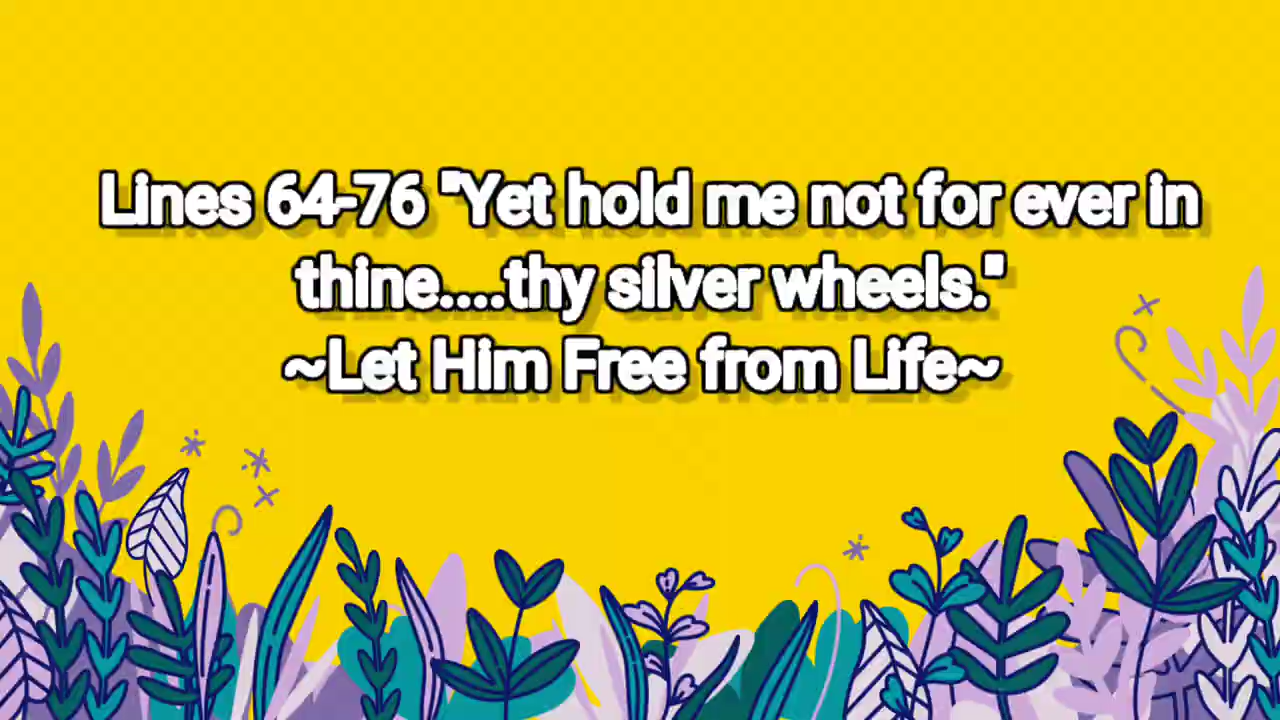 Lines 64-76 "Yet hold me not for ever in
thine....thy silver wheels."
~Let Him Free from Life~